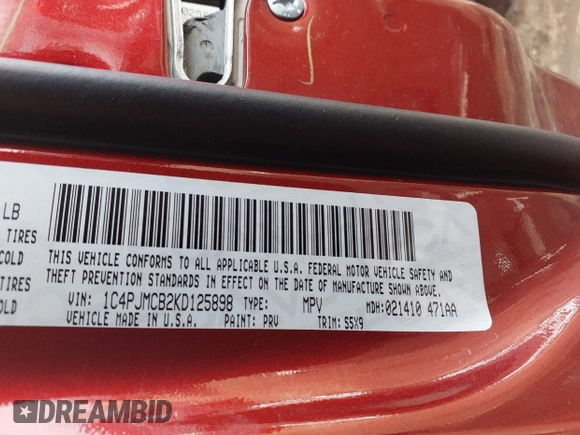 LB
TIRES
COLD
TIRES
COLD
THIS VEHICLE CONFORMS TO ALL APPLICABLE U.S.A. FEDERAL MOTOR VEHICLE SAFETY AND
THEFT PREVENTION STANDARDS IN EFFECT ON THE DATE OF MANUFACTURE SHOWN ABOVE.
VIN: 1C4PJMCB2KD125898 TYPE: MPV MDH:021410 471AA
VEHICLE MADE IN U.S.A. PAINT: PRV TRIM: S5X9
DREAMBID